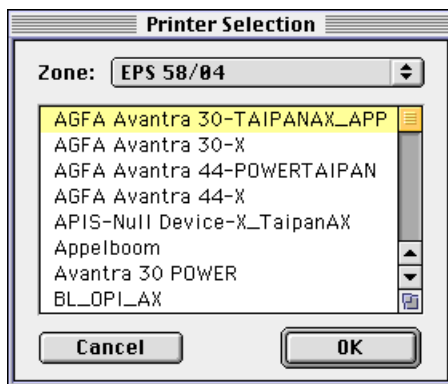 Printer Selection
Zone: EPS 58/04
AGFA Avantra 30-TAIPANAX_APP
AGFA Avantra 30-X
AGFA Avantra 44-POWERTAIPAN
AGFA Avantra 44-X
APIS-Null Device-X_TaipanAX
Appelboom
Avantra 30 POWER
BL_OPI_AX
Cancel OK